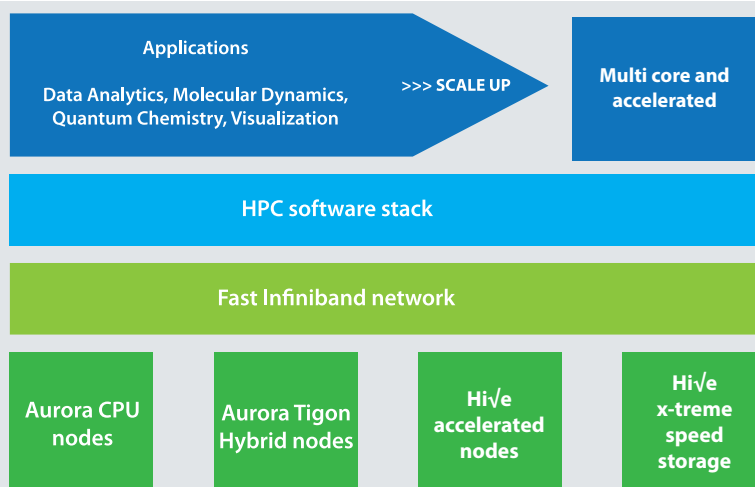 Applications
Data Analytics, Molecular Dynamics,
Quantum Chemistry, Visualization
>>> SCALE UP
Multi core and
accelerated
HPC software stack
Fast Infiniband network
Aurora CPU
nodes
Aurora Tigon
Hybrid nodes
Hi√e
accelerated
nodes
Hi√e
x-treme
speed
storage